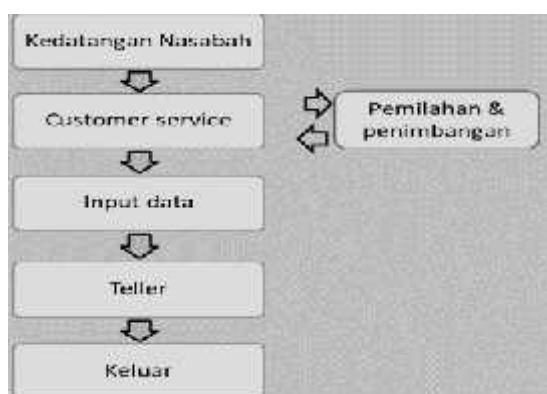 Kedatangan Nasabah
Customer service
Pemilahan &
penimbangan
Input data
Teller
Keluar